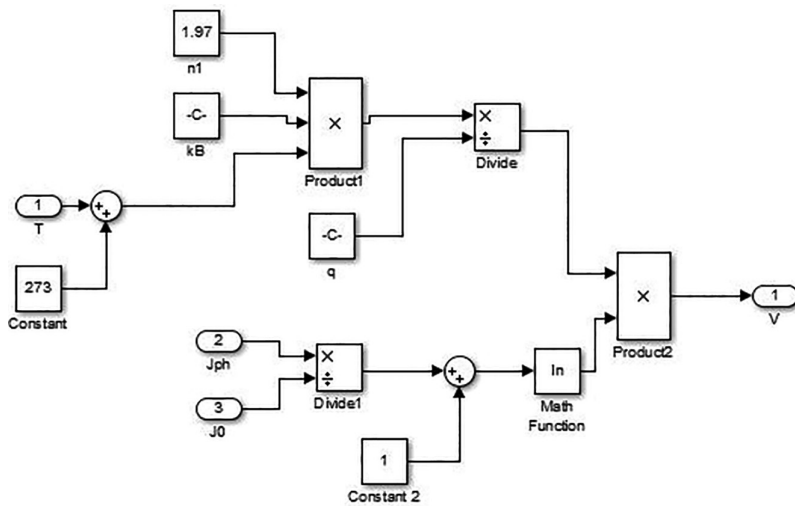 1.97
n1
-C-
kB
×
Product1
×
÷
Divide
1
T
+
+
273
Constant
-C-
q
2
Jph
3
J0
×
÷
Divide1
+
+
1
Constant 2
ln
Math
Function
×
Product2
1
V